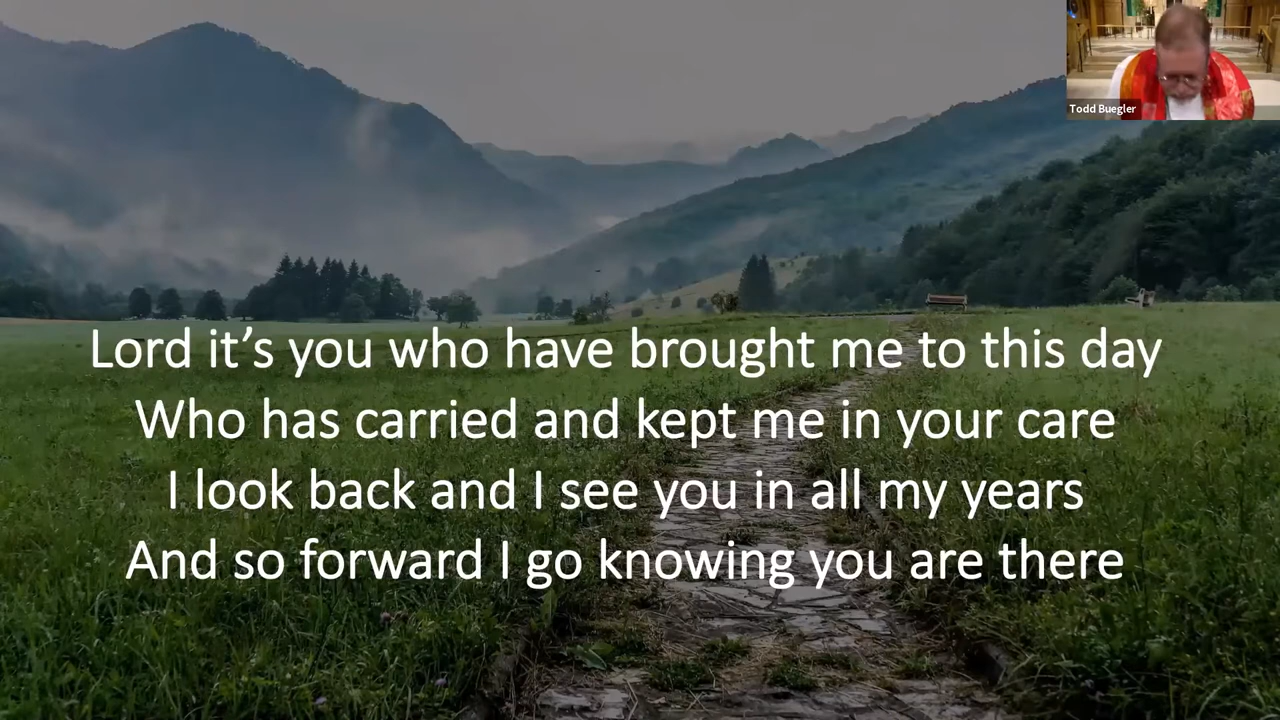 Todd Buegler
Lord it’s you who have brought me to this day
Who has carried and kept me in your care
I look back and I see you in all my years
And so forward I go knowing you are there